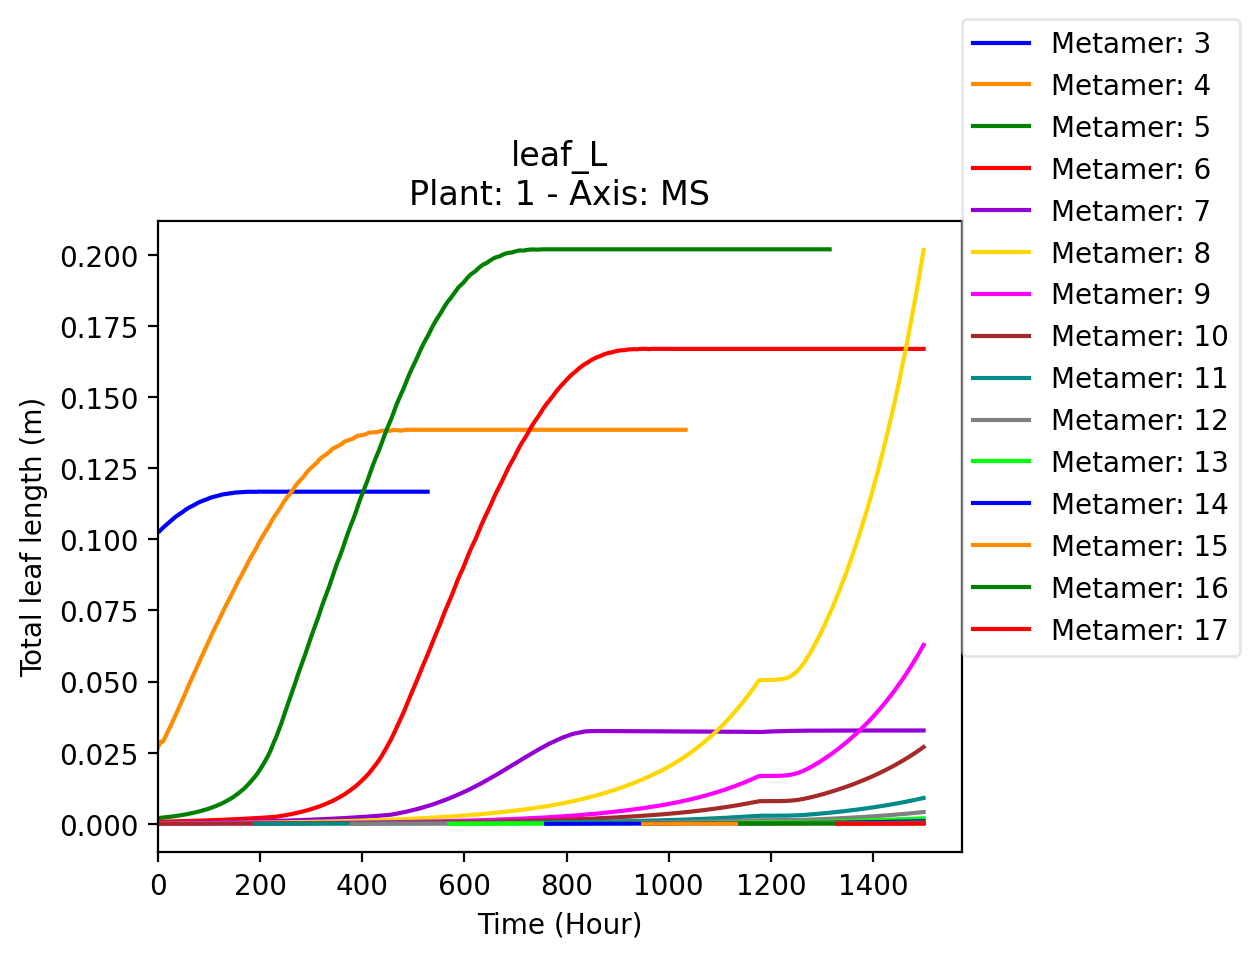 leaf_L
Plant: 1 - Axis: MS
Metamer: 3
Metamer: 4
Metamer: 5
Metamer: 6
Metamer: 7
Metamer: 8
Metamer: 9
Metamer: 10
Metamer: 11
Metamer: 12
Metamer: 13
Metamer: 14
Metamer: 15
Metamer: 16
Metamer: 17
Total leaf length (m)
0.200
0.175
0.150
0.125
0.100
0.075
0.050
0.025
0.000
0 200 400 600 800 1000 1200 1400
Time (Hour)